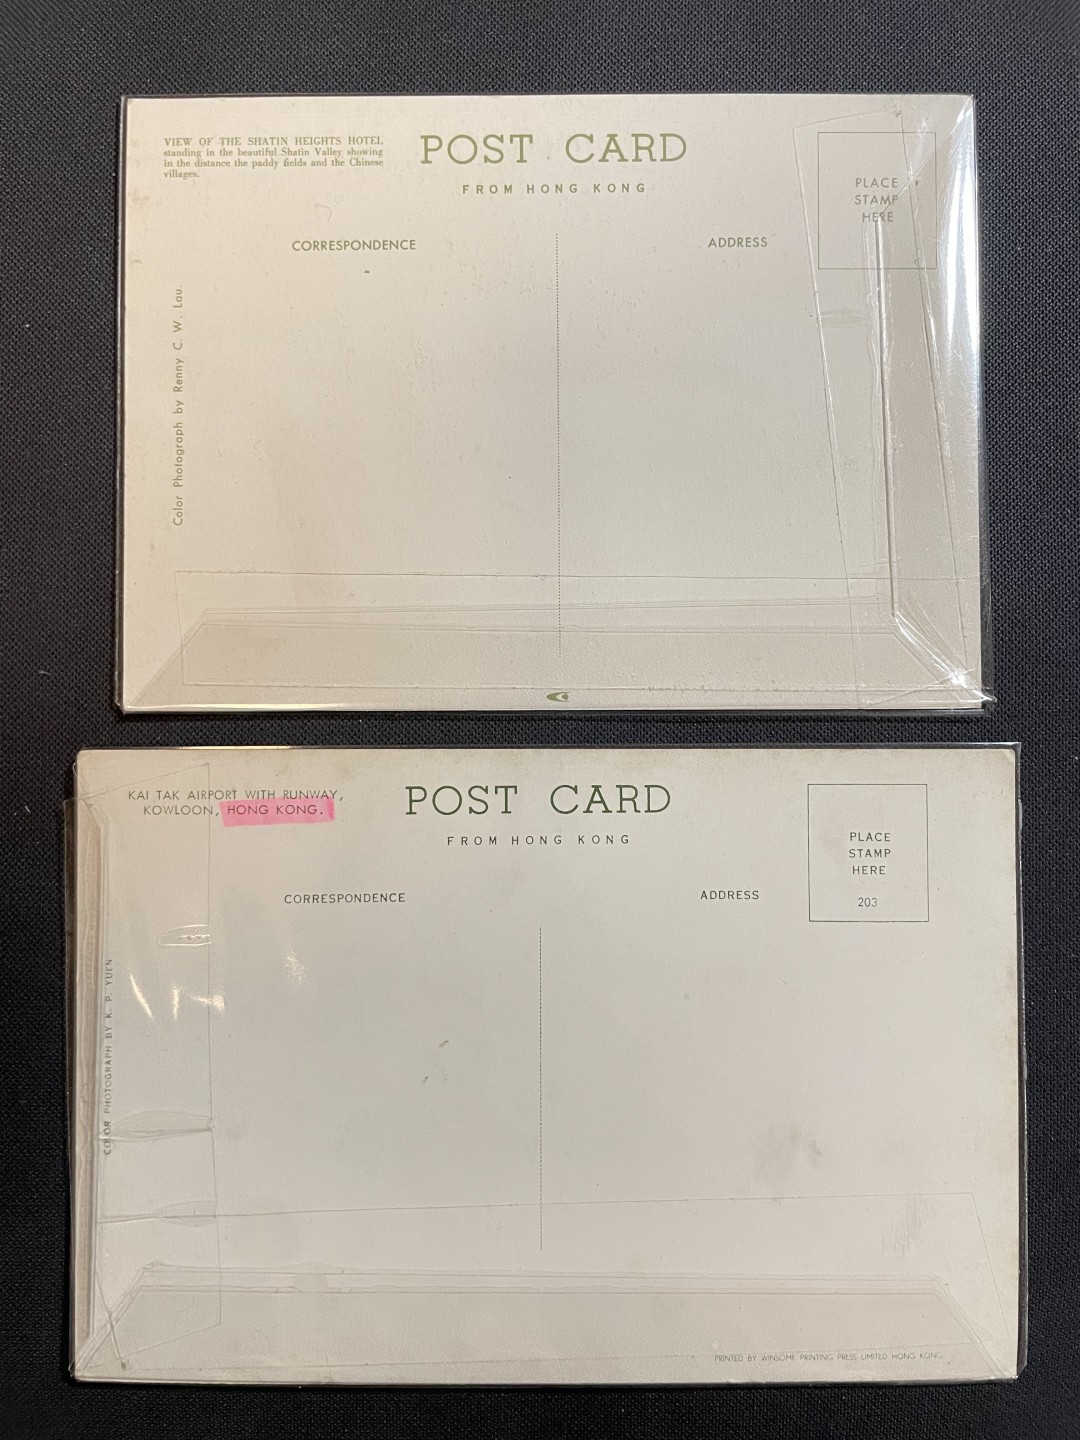 VIEW OF THE SHATIN HEIGHTS HOTEL
standing in the beautiful Shatin Valley showing
in the distance the paddy fields and the Chinese
villages.
POST CARD
FROM HONG KONG
PLACE
STAMP
HERE
CORRESPONDENCE
ADDRESS
Color Photograph by Renny C. W. Lau.
KAI TAK AIRPORT WITH RUNWAY,
KOWLOON, HONG KONG.
POST CARD
FROM HONG KONG
PLACE
STAMP
HERE
203
CORRESPONDENCE
ADDRESS
COLOR PHOTOGRAPH BY K. P. YUEN
PRINTED BY WINSOME PRINTING PRESS LIMITED HONG KONG